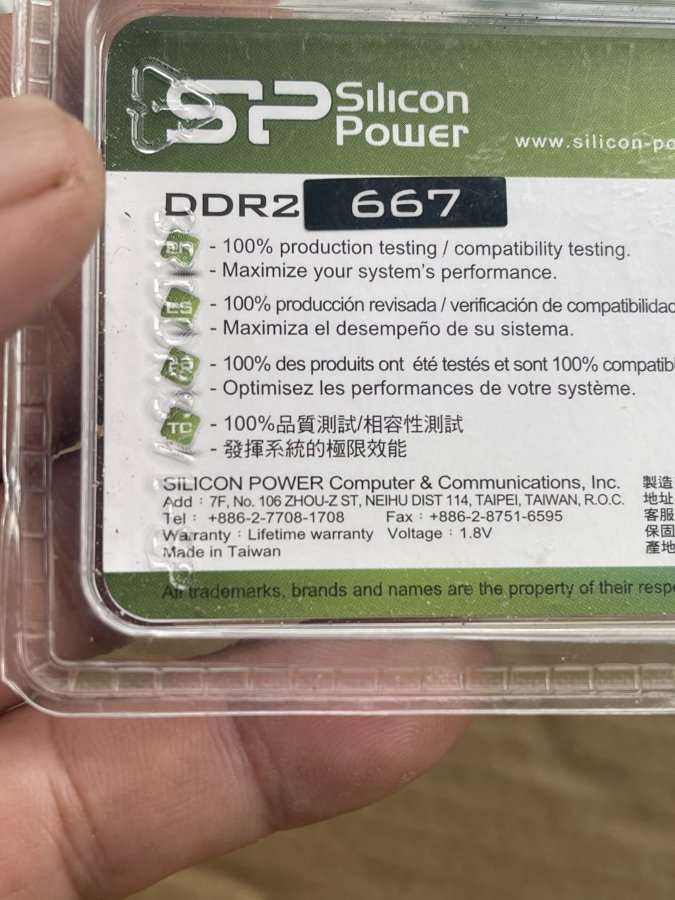 SP Silicon Power
www.silicon-po
DDR2 667
EN - 100% production testing / compatibility testing.
- Maximize your system's performance.
ES - 100% producción revisada / verificación de compatibilidad
- Maximiza el desempeño de su sistema.
- 100% des produits ont été testés et sont 100% compatib
- Optimisez les performances de votre système.
TC - 100%品質測試/相容性測試
- 發揮系統的極限效能
SILICON POWER Computer & Communications, Inc.
Add : 7F, No. 106 ZHOU-Z ST, NEIHU DIST 114, TAIPEI, TAIWAN, R.O.C.
Tel : +886-2-7708-1708 Fax : +886-2-8751-6595
Warranty : Lifetime warranty Voltage : 1.8V
Made in Taiwan
製造
地址
客服
保固
產地
All trademarks, brands and names are the property of their resp